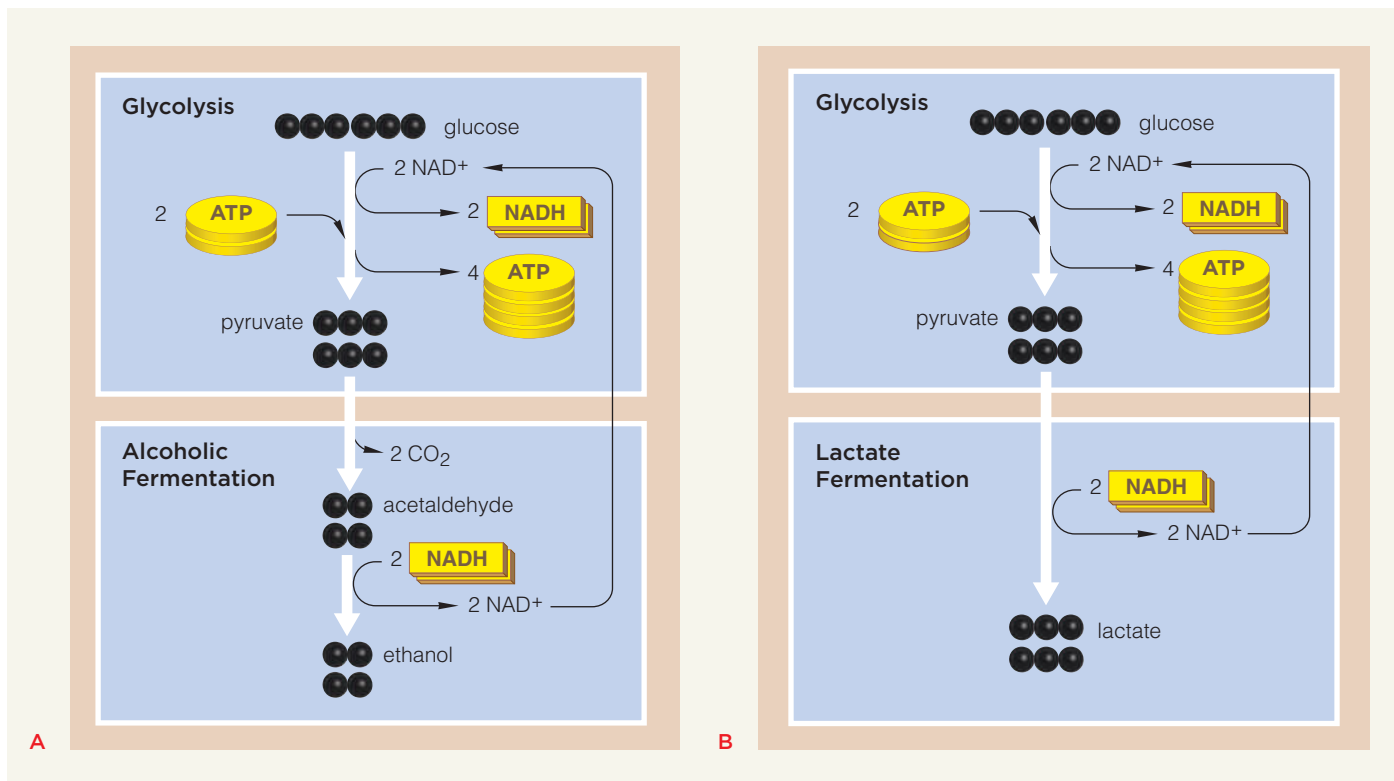 Glycolysis
glucose
2 NAD+
2 ATP
2 NADH
4 ATP
pyruvate
Alcoholic
Fermentation
2 CO2
acetaldehyde
2 NADH
2 NAD+
ethanol
A
Glycolysis
glucose
2 NAD+
2 ATP
2 NADH
4 ATP
pyruvate
Lactate
Fermentation
2 NADH
2 NAD+
lactate
B